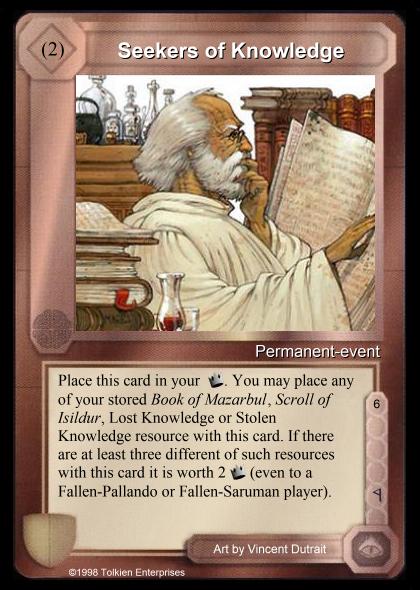 (2)
Seekers of Knowledge
Permanent-event
Place this card in your . You may place any
of your stored Book of Mazarbul, Scroll of
Isildur, Lost Knowledge or Stolen
Knowledge resource with this card. If there
are at least three different of such resources
with this card it is worth 2 (even to a
Fallen-Pallando or Fallen-Saruman player).
6
Art by Vincent Dutrait
©1998 Tolkien Enterprises